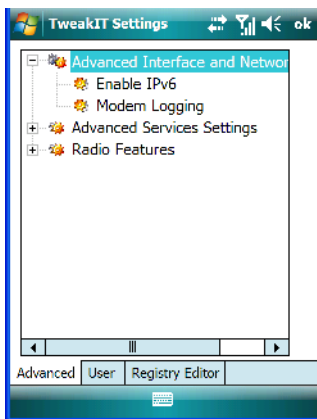 TweakIT Settings ok
Advanced Interface and Networ
Enable IPv6
Modem Logging
Advanced Services Settings
Radio Features
Advanced User Registry Editor